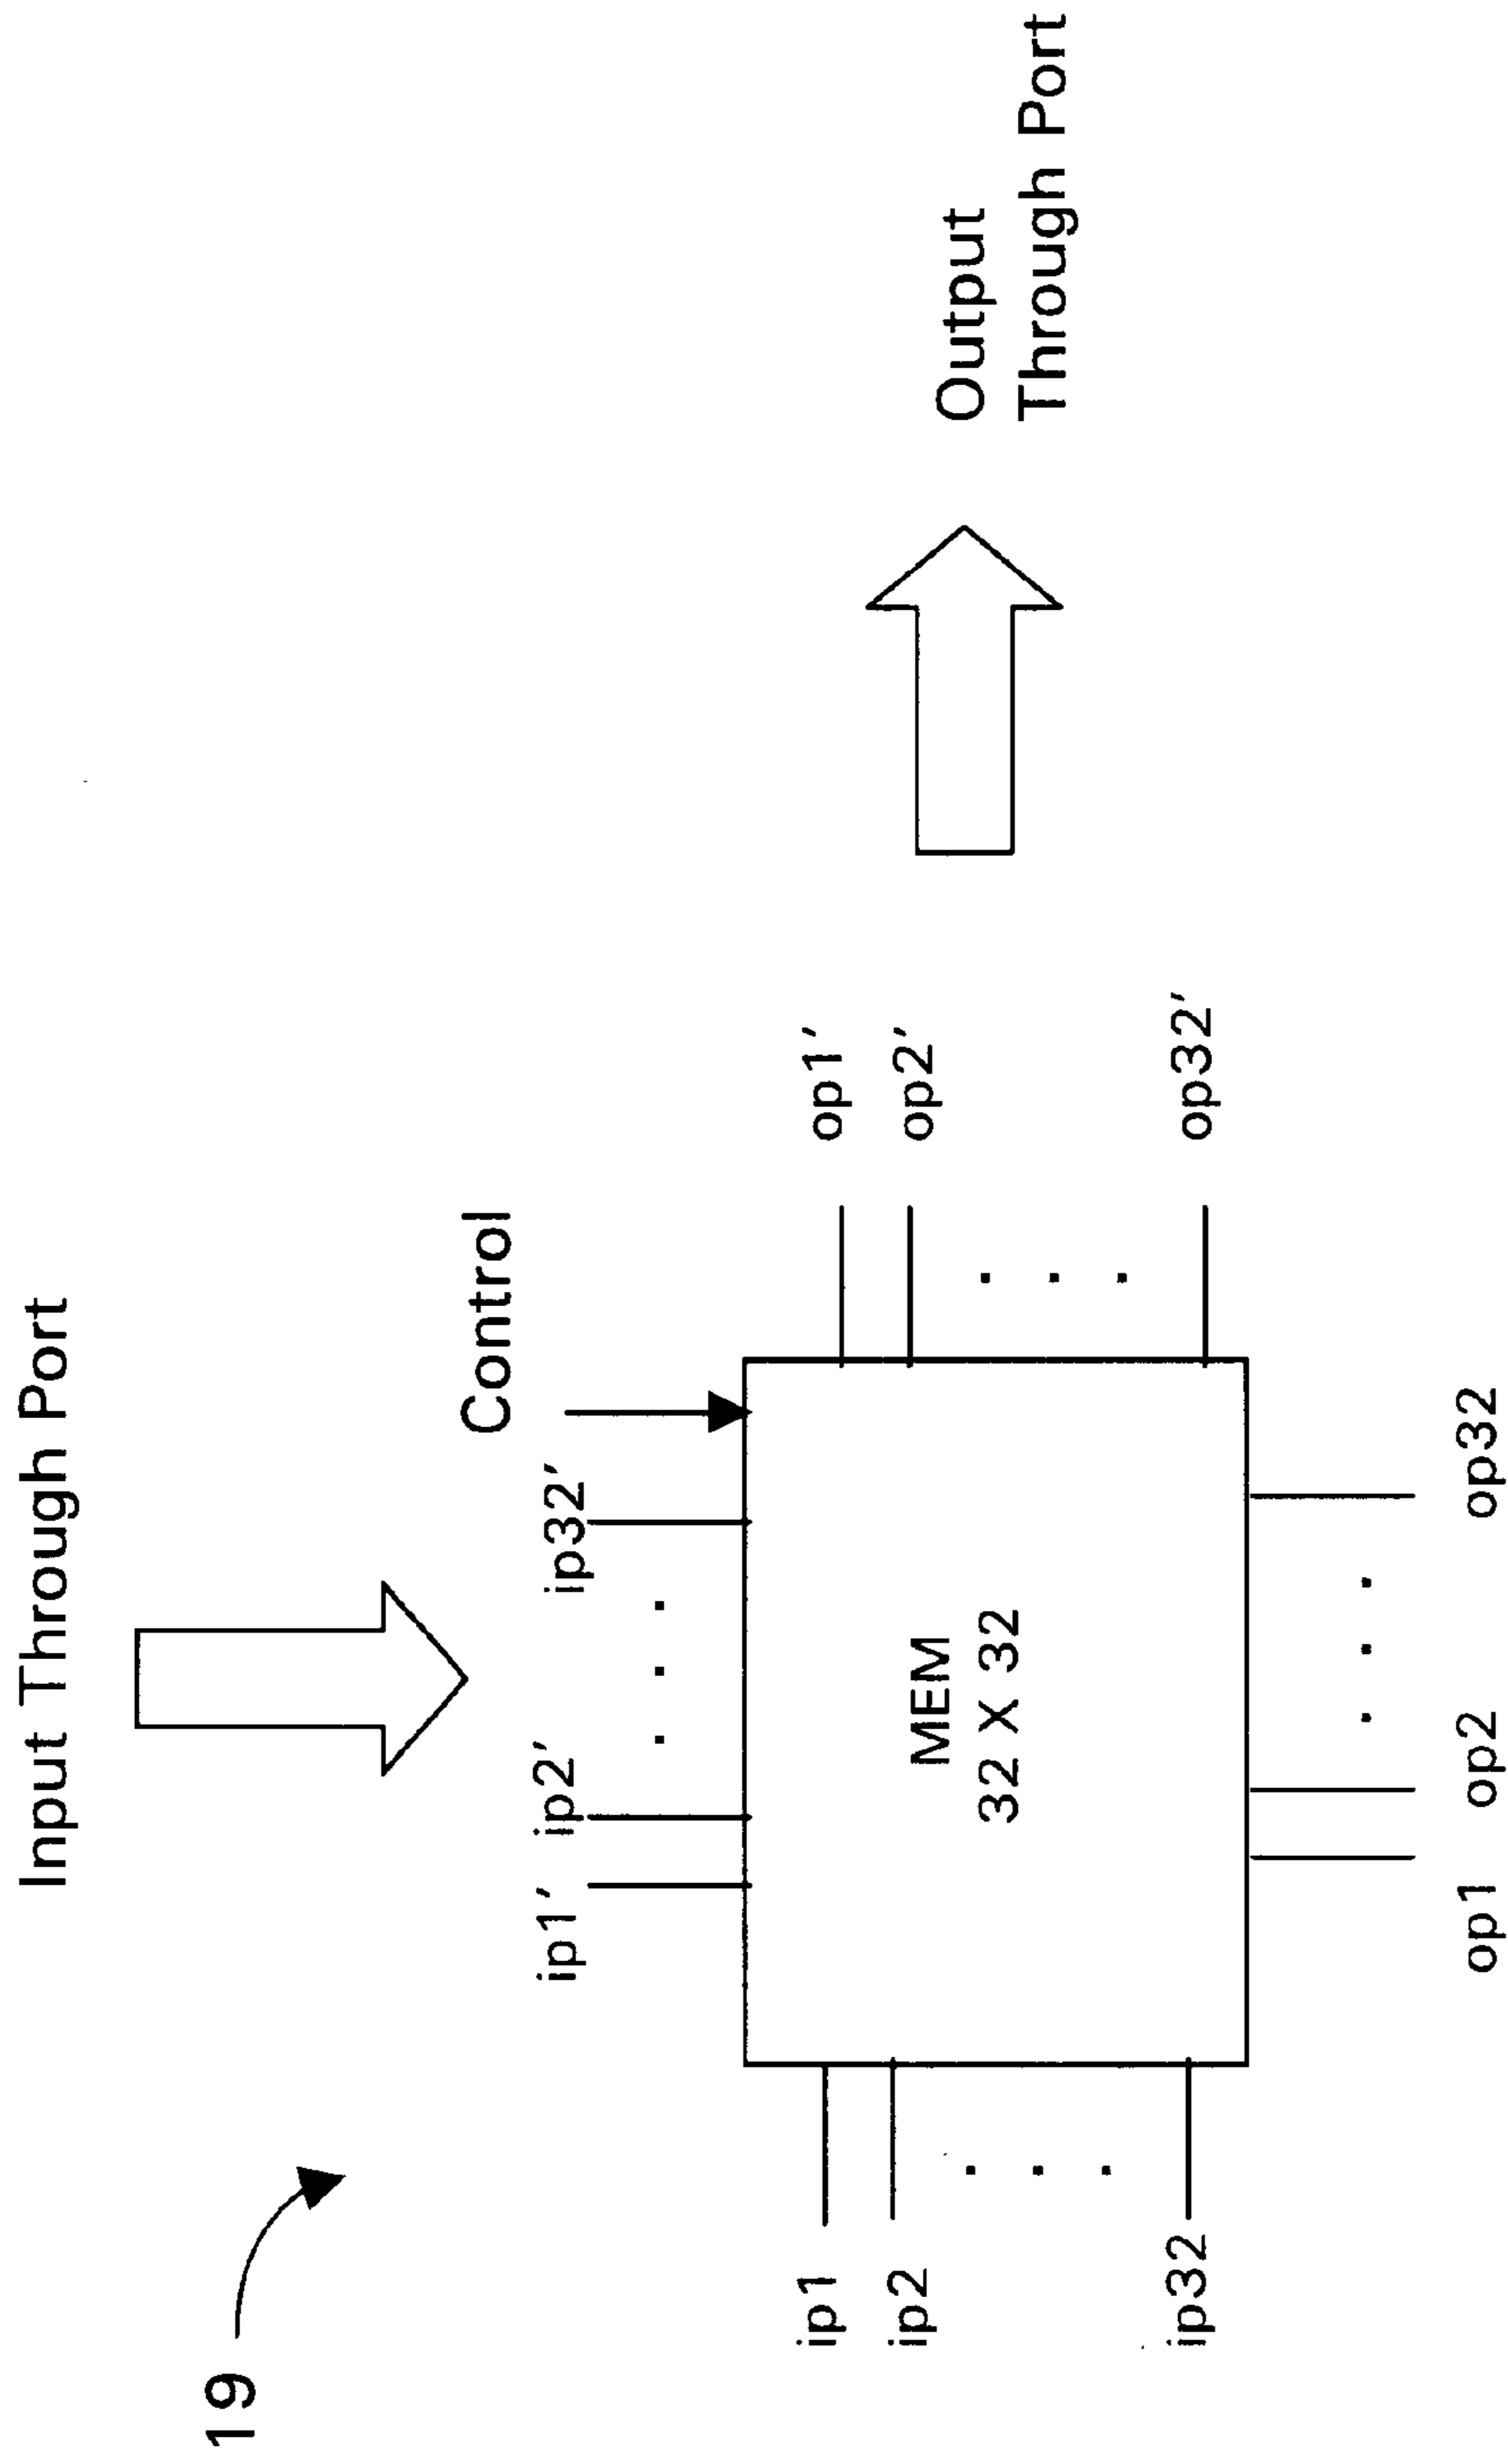 19
Input Through Port
ip1′
ip2′
ip32′
Control
ip1
ip2
ip32
MEM
32 X 32
op1′
op2′
op32′
Output
Through Port
op1
op2
op32